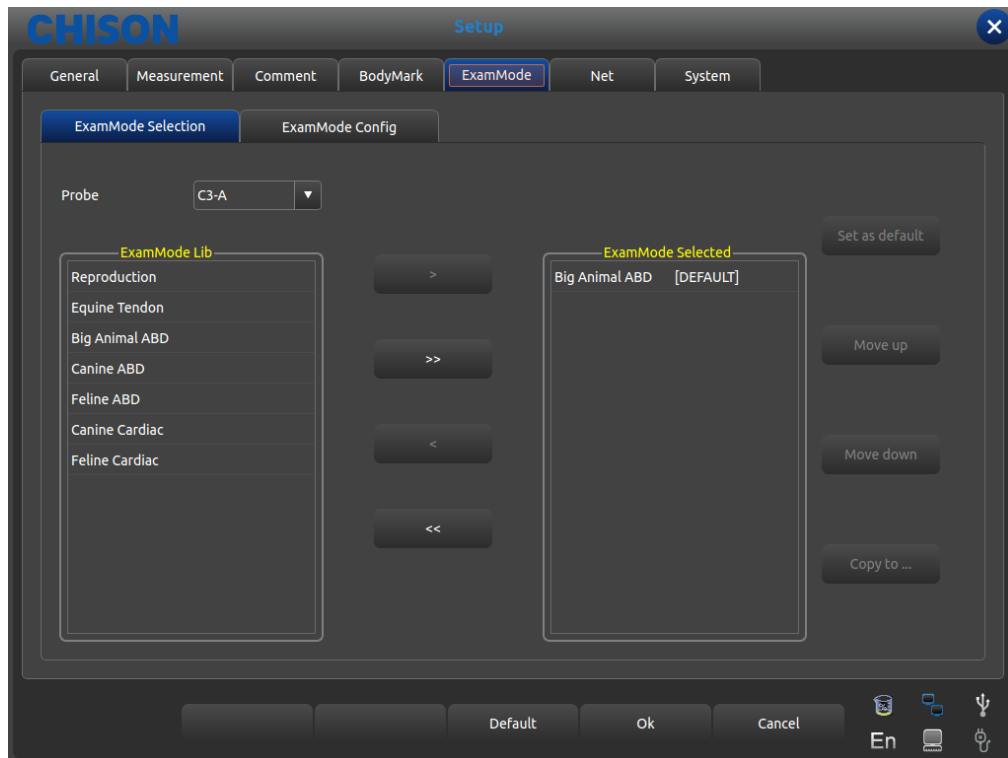 CHISON
Setup
General Measurement Comment BodyMark ExamMode Net System
ExamMode Selection ExamMode Config
Probe C3-A
Set as default
ExamMode Lib
ExamMode Selected
Reproduction
>
Big Animal ABD [DEFAULT]
Equine Tendon
Big Animal ABD
Move up
Canine ABD
>>
Feline ABD
Canine Cardiac
<
Move down
Feline Cardiac
<<
Copy to ...
Default Ok Cancel
En